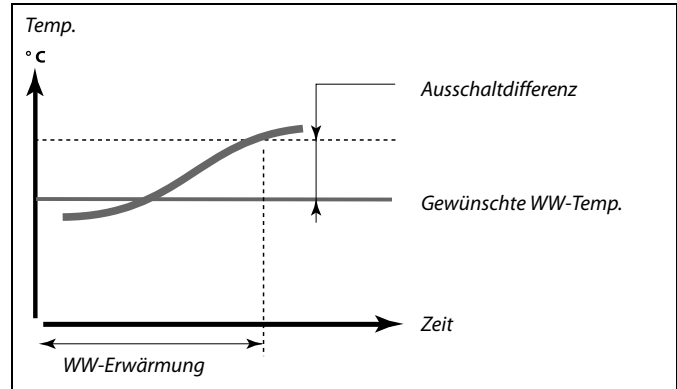 Temp.
°C
Ausschaltdifferenz
Gewünschte WW-Temp.
Zeit
WW-Erwärmung